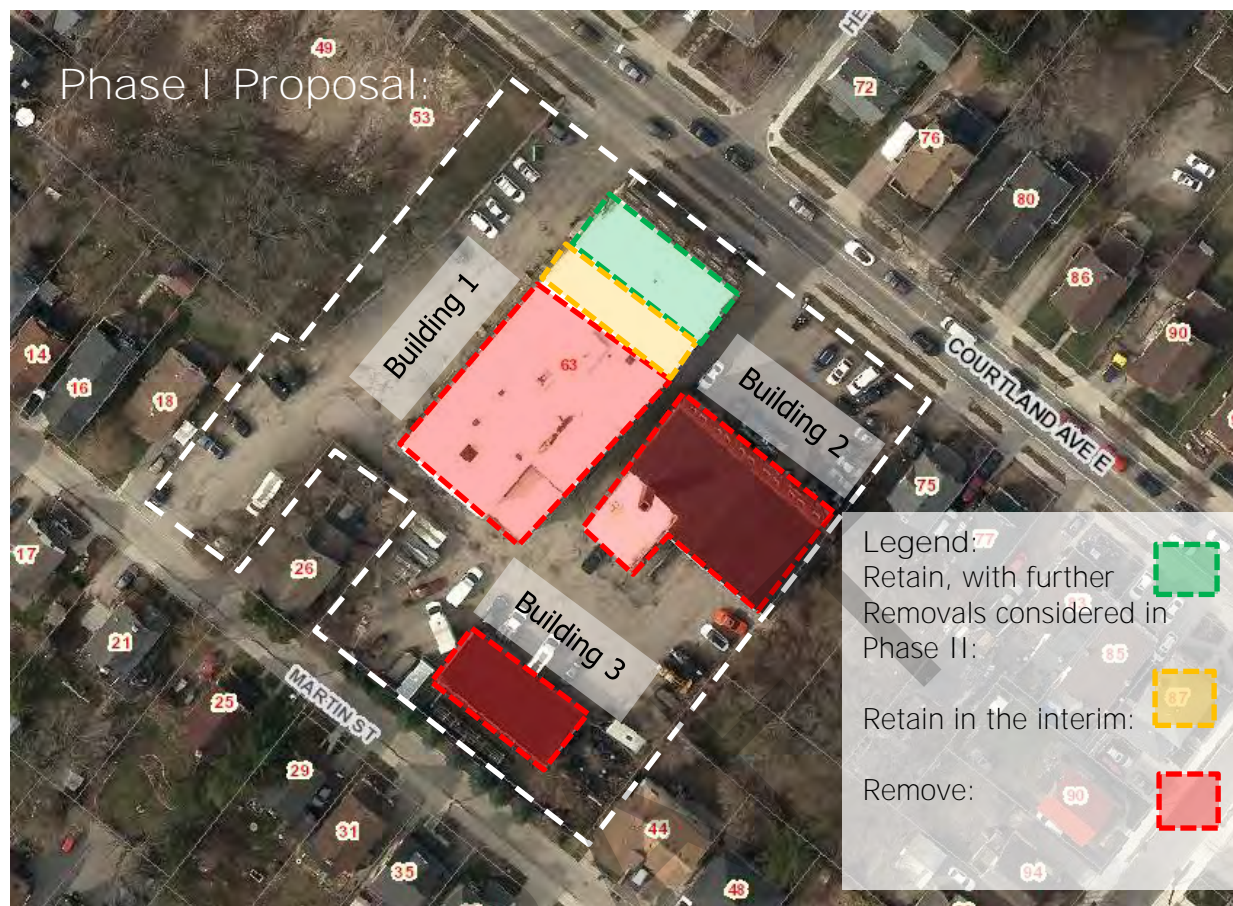 49
Phase I Proposal:
53
HE
72
76
80
86
90
14
16
18
Building 1
63
Building 2
COURTLAND AVE E
75
17
26
21
25
MARTIN ST
Building 3
29
31
35
44
48
Legend:
77
Retain, with further
Removals considered in
Phase II:
85
87
Retain in the interim:
Remove:
90
94